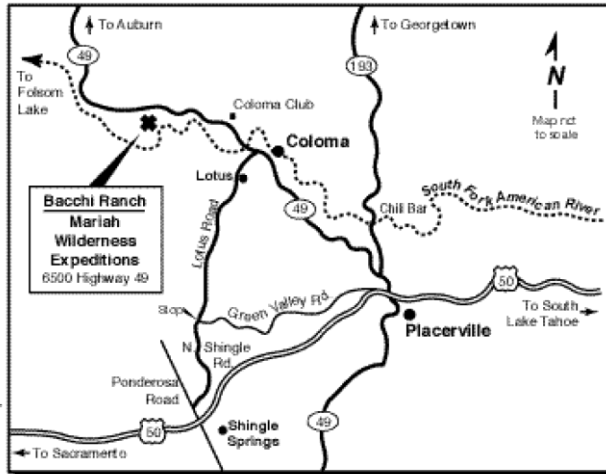 To Auburn
To Georgetown
49
193
To
Folsom
Lake
N
Map not
to scale
Coloma Club
Coloma
Lotus
Bacchi Ranch
Mariah
Wilderness
Expeditions
6500 Highway 49
Lotus Road
49
Chili Bar
South Fork American River
50
To South
Lake Tahoe
Stop
Green Valley Rd.
Placerville
N. Shingle
Rd.
Ponderosa
Road
50
Shingle
Springs
49
To Sacramento